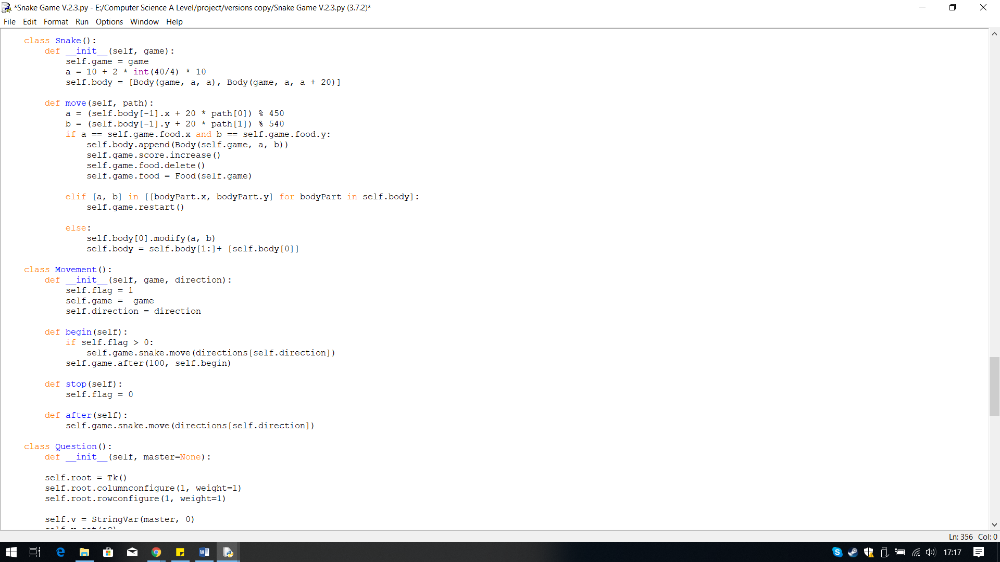 *Snake Game V.2.3.py - E:/Computer Science A Level/project/versions copy/Snake Game V.2.3.py (3.7.2)*
File Edit Format Run Options Window Help
class Snake():
    def __init__(self, game):
        self.game = game
        a = 10 + 2 * int(40/4) * 10
        self.body = [Body(game, a, a), Body(game, a, a + 20)]

    def move(self, path):
        a = (self.body[-1].x + 20 * path[0]) % 450
        b = (self.body[-1].y + 20 * path[1]) % 540
        if a == self.game.food.x and b == self.game.food.y:
            self.body.append(Body(self.game, a, b))
            self.game.score.increase()
            self.game.food.delete()
            self.game.food = Food(self.game)

        elif [a, b] in [[bodyPart.x, bodyPart.y] for bodyPart in self.body]:
            self.game.restart()

        else:
            self.body[0].modify(a, b)
            self.body = self.body[1:]+ [self.body[0]]

class Movement():
    def __init__(self, game, direction):
        self.flag = 1
        self.game =  game
        self.direction = direction

    def begin(self):
        if self.flag > 0:
            self.game.snake.move(directions[self.direction])
        self.game.after(100, self.begin)

    def stop(self):
        self.flag = 0

    def after(self):
        self.game.snake.move(directions[self.direction])

class Question():
    def __init__(self, master=None):

    self.root = Tk()
    self.root.columnconfigure(1, weight=1)
    self.root.rowconfigure(1, weight=1)

    self.v = StringVar(master, 0)
Ln: 356 Col: 0
17:17